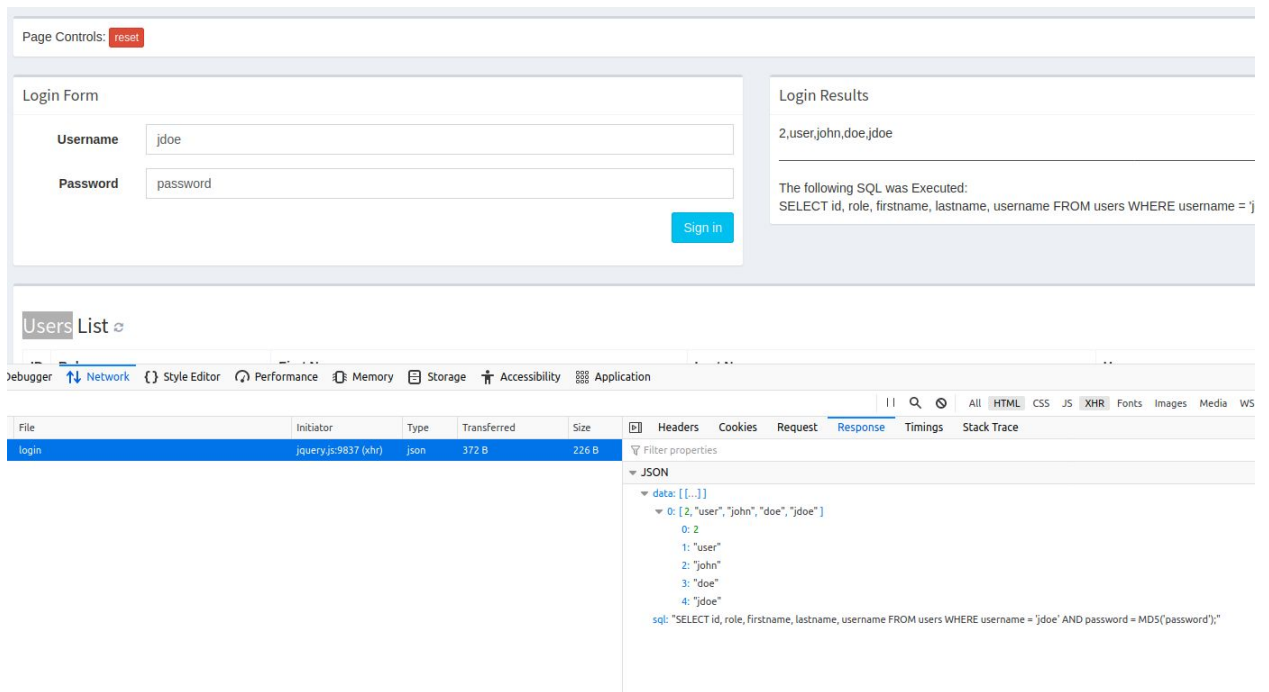 Page Controls: reset
Login Form
Username jdoe
Password password
Sign in
Login Results
2,user,john,doe,jdoe
The following SQL was Executed:
SELECT id, role, firstname, lastname, username FROM users WHERE username = 'j
Users List
Debugger Network {} Style Editor Performance Memory Storage Accessibility Application
All HTML CSS JS XHR Fonts Images Media WS
File Initiator Type Transferred Size
login jquery.js:9837 (xhr) json 372 B 226 B
Headers Cookies Request Response Timings Stack Trace
Filter properties
JSON
data: [ […] ]
0: [ 2, "user", "john", "doe", "jdoe" ]
0: 2
1: "user"
2: "john"
3: "doe"
4: "jdoe"
sql: "SELECT id, role, firstname, lastname, username FROM users WHERE username = 'jdoe' AND password = MD5('password');"